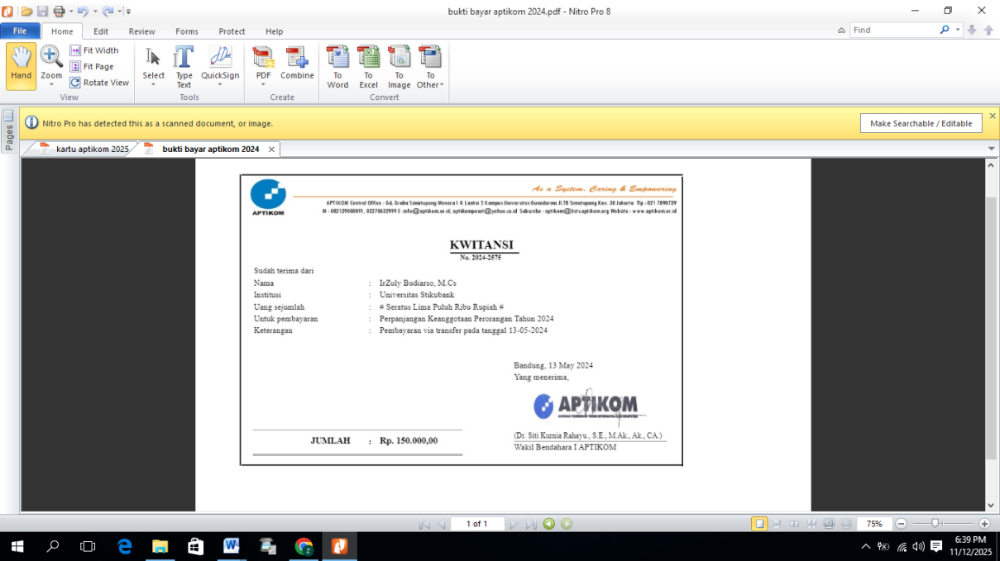 bukti bayar aptikom 2024.pdf - Nitro Pro 8
File Home Edit Review Forms Protect Help Find
Hand Zoom Fit Width Fit Page Rotate View Select Type Text QuickSign PDF Combine To Word To Excel To Image To Other
View Tools Create Convert
Pages
Nitro Pro has detected this as a scanned document, or image. Make Searchable / Editable
kartu aptikom 2025 bukti bayar aptikom 2024
As a System, Caring & Empowering
APTIKOM Central Office : Gd. Graha Simatupang Menara I A Lantai 5 Kampus Universitas Gunadarma Jl.TB Simatupang Kav. 38 Jakarta Tlp : 021 7890739
M : 082129000091, 02270632999 E :info@aptikom.or.id, aptikompusat@yahoo.co.id Subscribe : aptikom@lists.aptikom.org Website : www.aptikom.or.id
APTIKOM
KWITANSI
No. 2024-2575
Sudah terima dari
Nama : IrZuly Budiarso, M.Cs
Institusi : Universitas Stikubank
Uang sejumlah : # Seratus Lima Puluh Ribu Rupiah #
Untuk pembayaran : Perpanjangan Keanggotaan Perorangan Tahun 2024
Keterangan : Pembayaran via transfer pada tanggal 13-05-2024
Bandung, 13 May 2024
Yang menerima,
APTIKOM
(Dr. Siti Kurnia Rahayu., S.E., M.Ak., Ak., CA.)
Wakil Bendahara I APTIKOM
JUMLAH : Rp. 150.000,00
1 of 1 75%
6:39 PM
11/12/2025